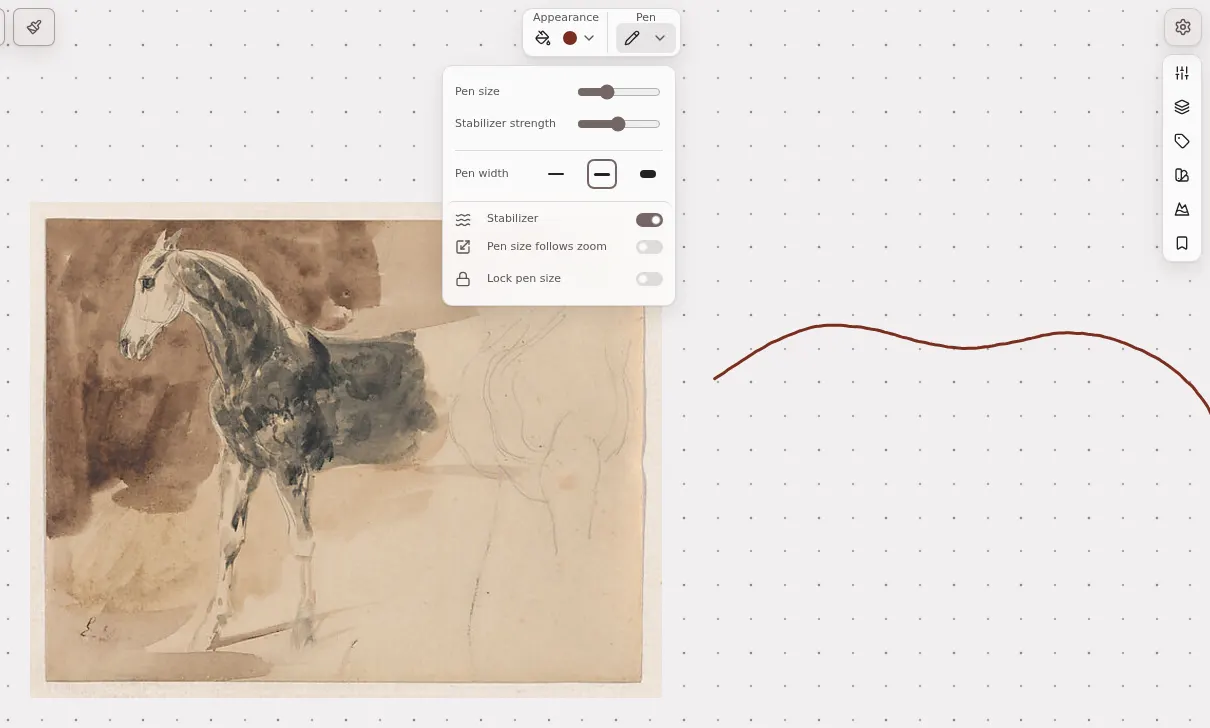 Appearance
Pen
Pen size
Stabilizer strength
Pen width
Stabilizer
Pen size follows zoom
Lock pen size